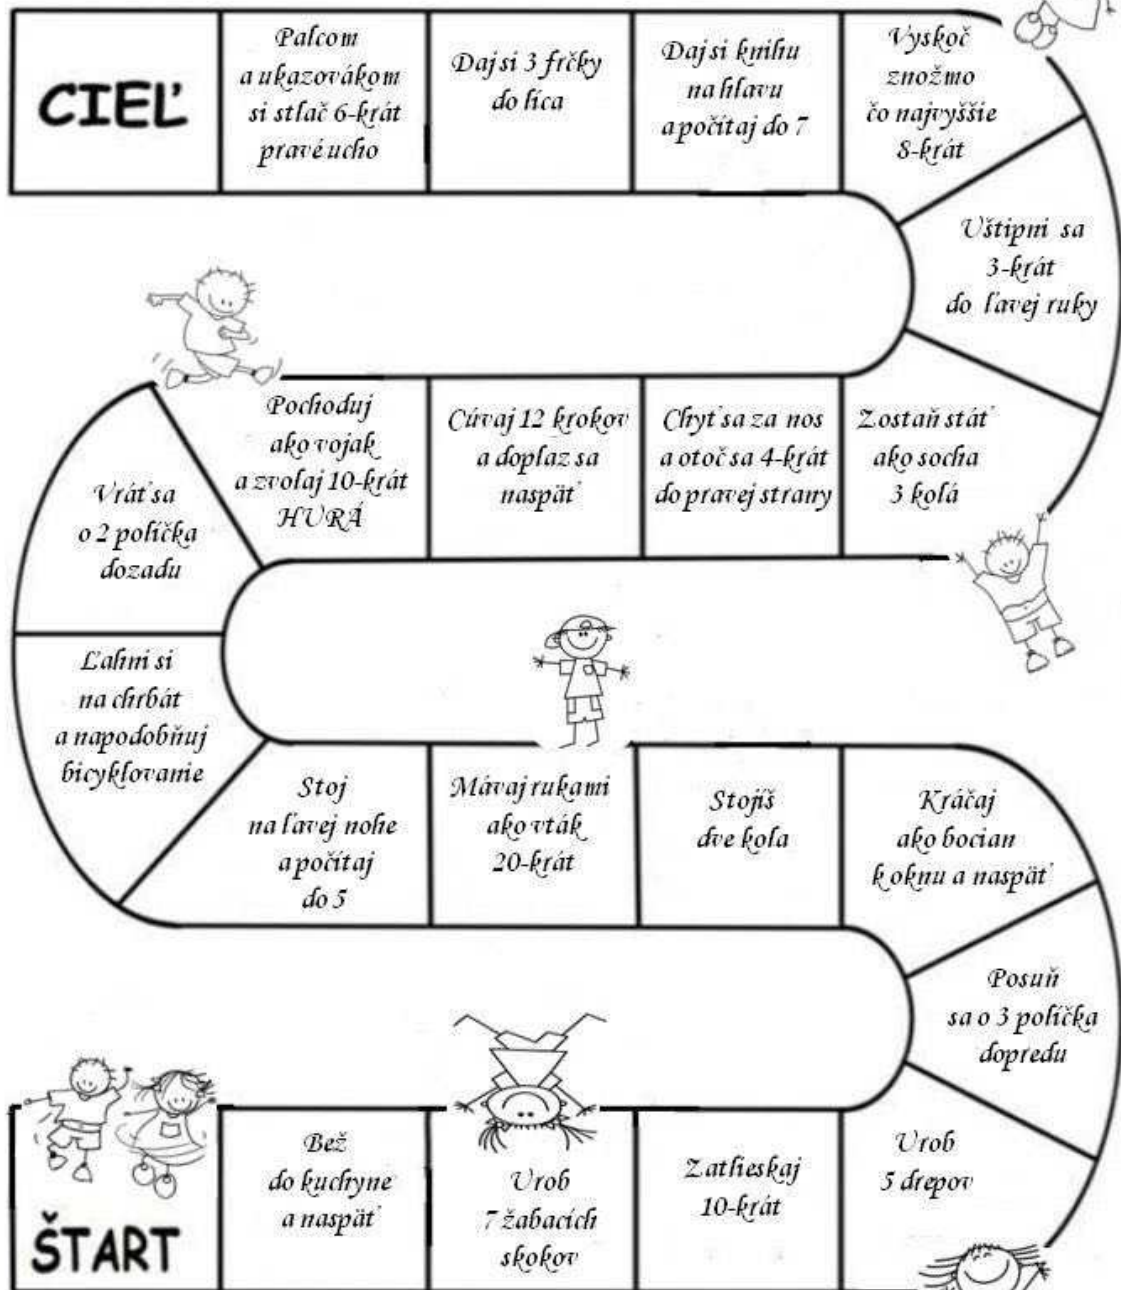 CIEĽ
Palcom
a ukazovákom
si stlač 6-krát
pravé ucho
Daj si 3 frčky
do líca
Daj si knihu
na hlavu
a počítaj do 7
Vyskoč
znožmo
čo najvyššie
8-krát
Uštipni sa
3-krát
do ľavej ruky
Pochoduj
ako vojak
a zvolaj 10-krát
HURÁ
Cúvaj 12 krokov
a doplaz sa
naspäť
Chyť sa za nos
a otoč sa 4-krát
do pravej strany
Zostaň stáť
ako socha
3 kolá
Vráť sa
o 2 políčka
dozadu
Ľahni si
na chrbát
a napodobňuj
bicyklovanie
Stoj
na ľavej nohe
a počítaj
do 5
Mávaj rukami
ako vták
20-krát
Stojíš
dve kola
Kráčaj
ako bocian
k oknu a naspäť
Posuň
sa o 3 políčka
dopredu
ŠTART
Bež
do kuchyne
a naspäť
Urob
7 žabacích
skokov
Zatlieskaj
10-krát
Urob
5 drepov